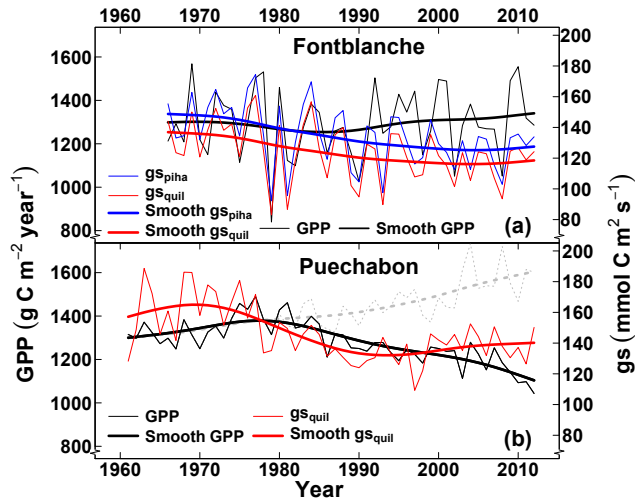 1960 1970 1980 1990 2000 2010
Fontblanche
1600
1400
1200
1000
800
200
180
160
140
120
100
80
gs_piha
gs_quil
Smooth gs_piha
Smooth gs_quil
GPP
Smooth GPP
(a)
Puechabon
1600
1400
1200
1000
800
200
180
160
140
120
100
80
GPP
Smooth GPP
gs_quil
Smooth gs_quil
(b)
1960 1970 1980 1990 2000 2010
Year
GPP (g C m⁻² year⁻¹)
gs (mmol C m² s⁻¹)